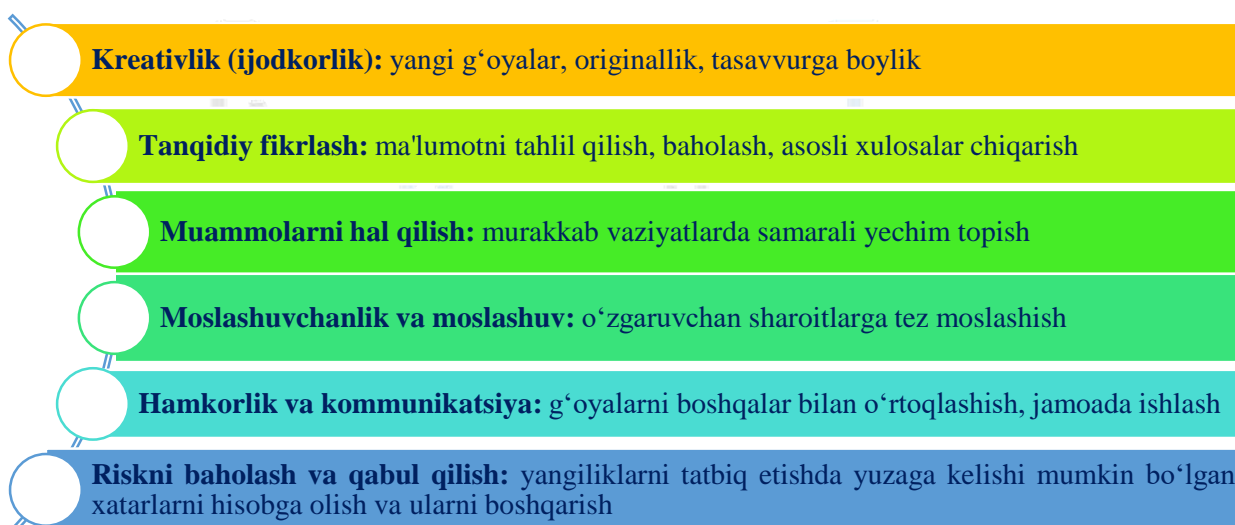 Kreativlik (ijodkorlik): yangi g‘oyalar, originallik, tasavvurga boylik
Tanqidiy fikrlash: ma'lumotni tahlil qilish, baholash, asosli xulosalar chiqarish
Muammolarni hal qilish: murakkab vaziyatlarda samarali yechim topish
Moslashuvchanlik va moslashuv: o‘zgaruvchan sharoitlarga tez moslashish
Hamkorlik va kommunikatsiya: g‘oyalarni boshqalar bilan o‘rtoqlashish, jamoada ishlash
Riskni baholash va qabul qilish: yangiliklarni tatbiq etishda yuzaga kelishi mumkin bo‘lgan
xatarlarni hisobga olish va ularni boshqarish